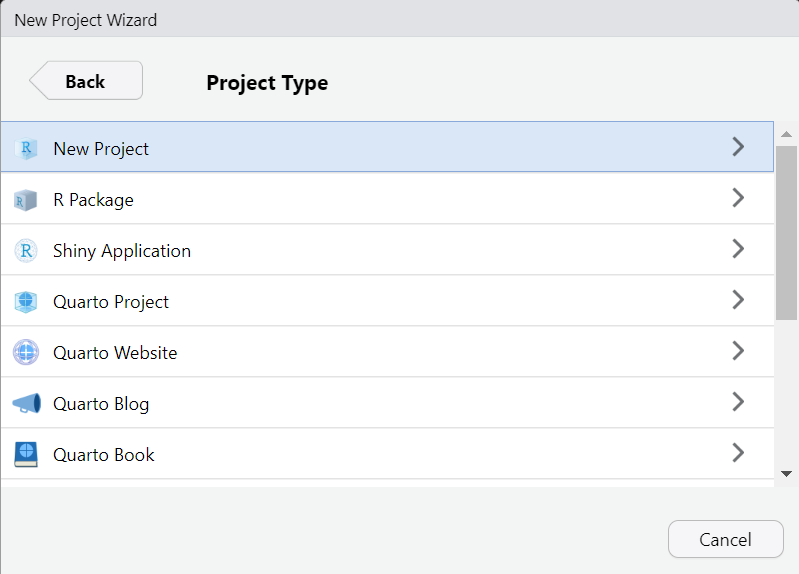 New Project Wizard
Back
Project Type
R New Project
R R Package
R Shiny Application
Quarto Project
Quarto Website
Quarto Blog
Quarto Book
Cancel